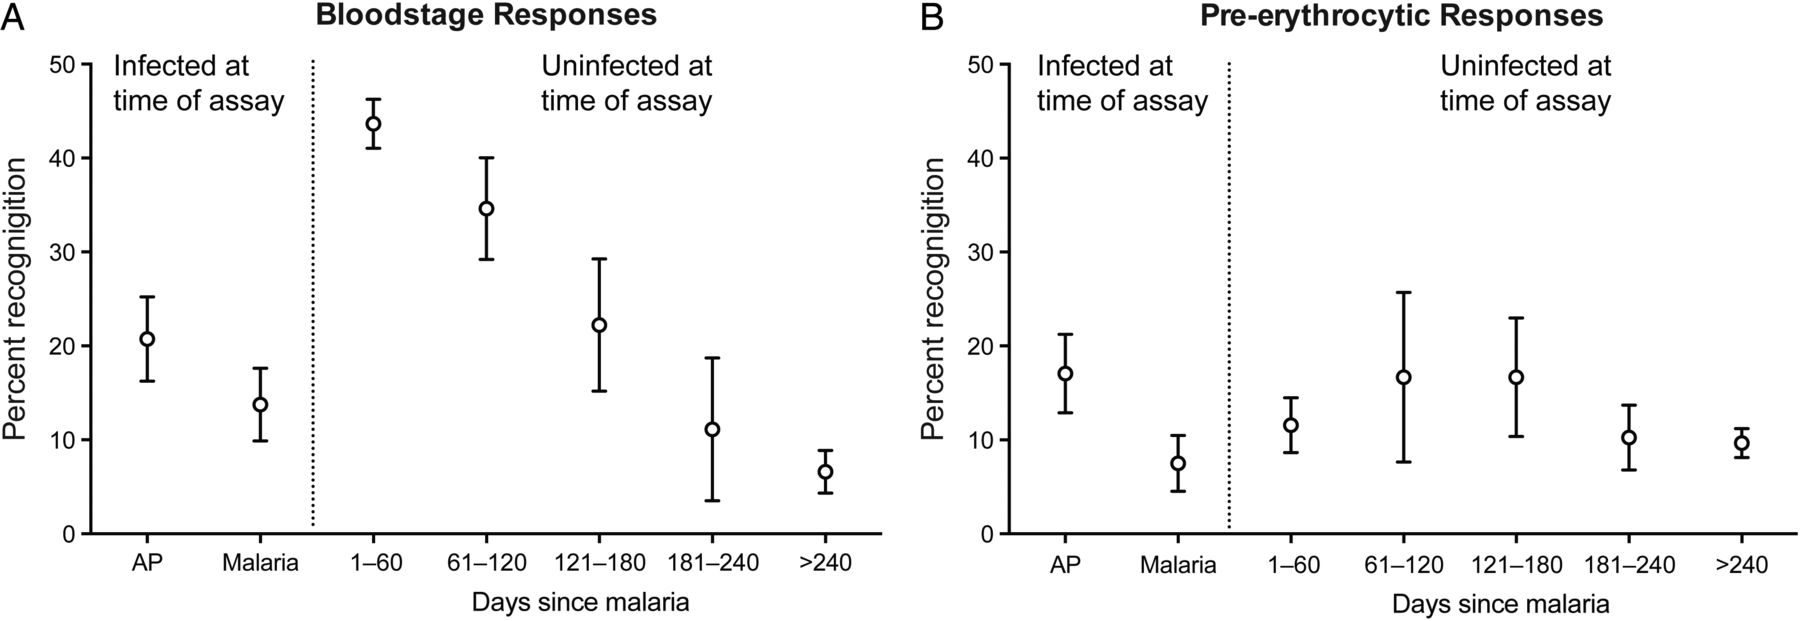 A
Bloodstage Responses
Infected at
time of assay
Uninfected at
time of assay
Percent recognigition
50
40
30
20
10
0
AP
Malaria
1–60
61–120
121–180
181–240
>240
Days since malaria
B
Pre-erythrocytic Responses
Infected at
time of assay
Uninfected at
time of assay
Percent recognigition
50
40
30
20
10
0
AP
Malaria
1–60
61–120
121–180
181–240
>240
Days since malaria